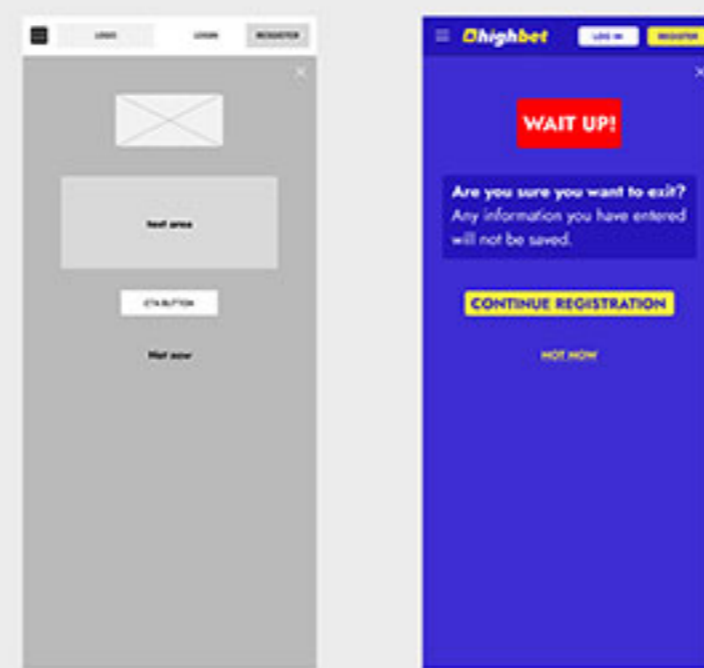 LOGO
LOGIN
REGISTER
text area
CTA BUTTON
Not now
highbet
LOG IN
REGISTER
WAIT UP!
Are you sure you want to exit?
Any information you have entered
will not be saved.
CONTINUE REGISTRATION
NOT NOW